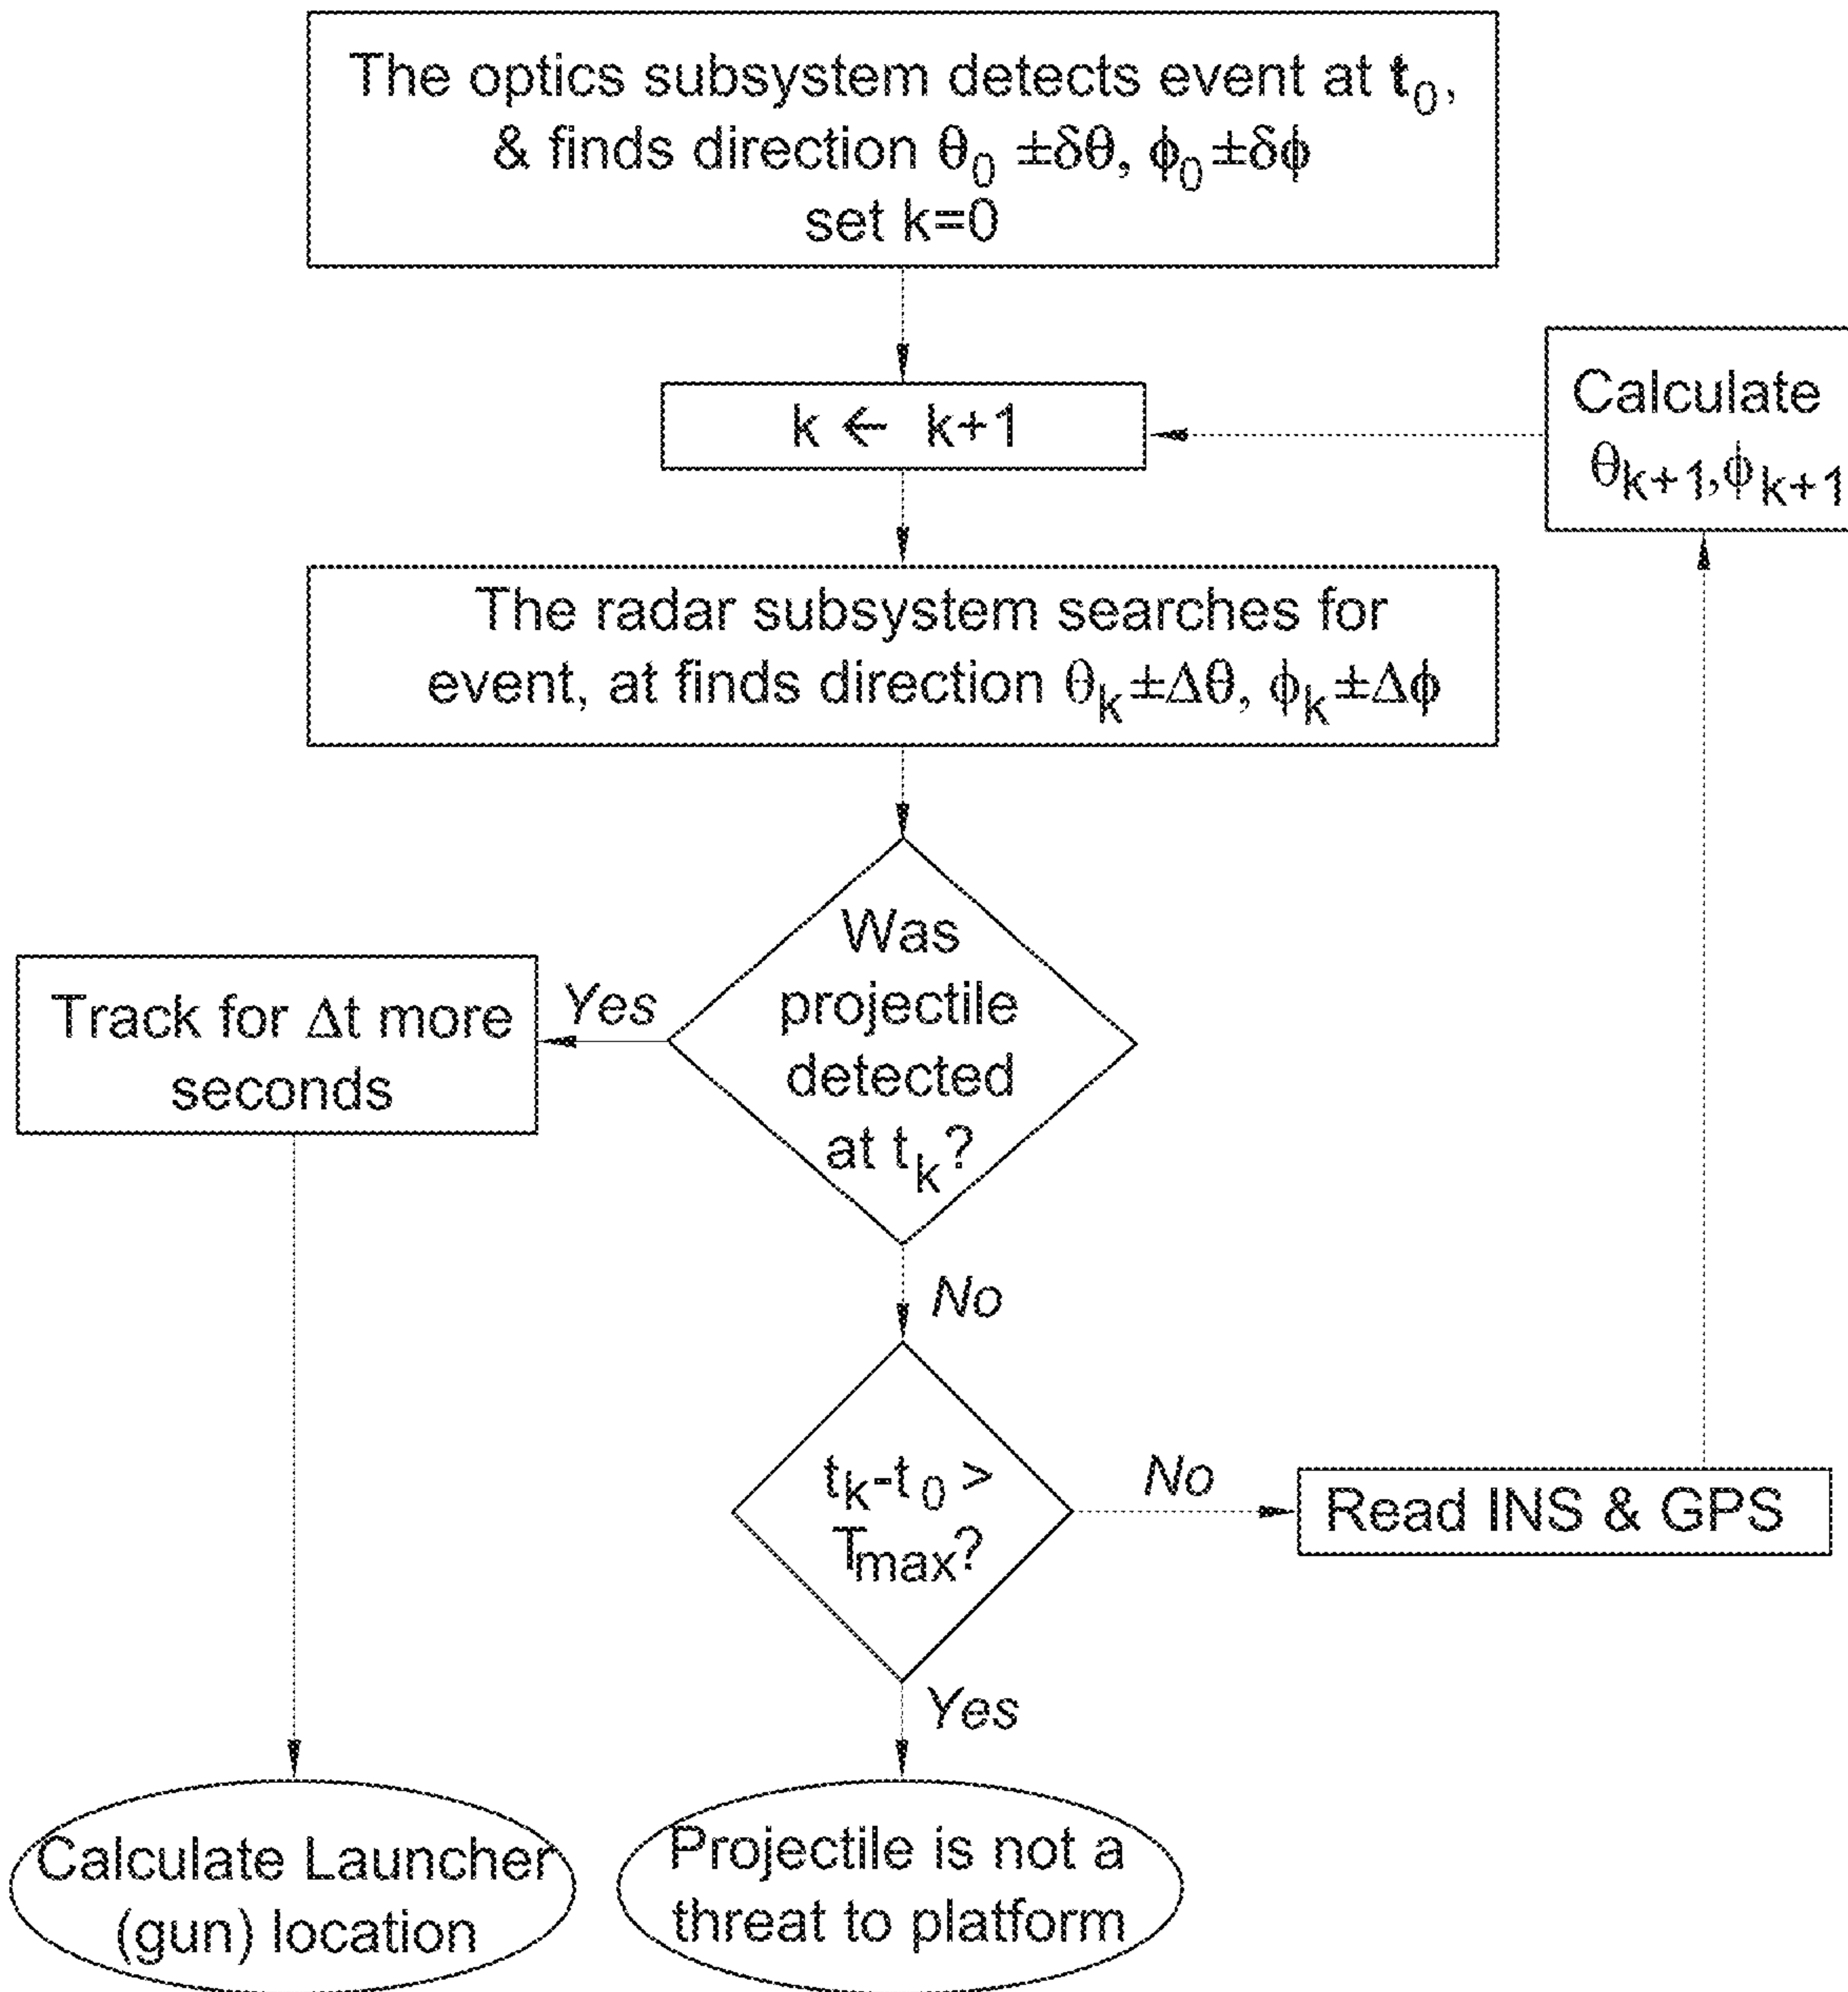 The optics subsystem detects event at t₀,
& finds direction θ₀ ±δθ, ϕ₀±δϕ
set k=0
k ← k+1
Calculate
θₖ₊₁,ϕₖ₊₁
The radar subsystem searches for
event, at finds direction θₖ±Δθ, ϕₖ±Δϕ
Was
projectile
detected
at tₖ?
Yes
Track for Δt more
seconds
No
tₖ-t₀ >
Tmax?
No
Read INS & GPS
Yes
Calculate Launcher
(gun) location
Projectile is not a
threat to platform